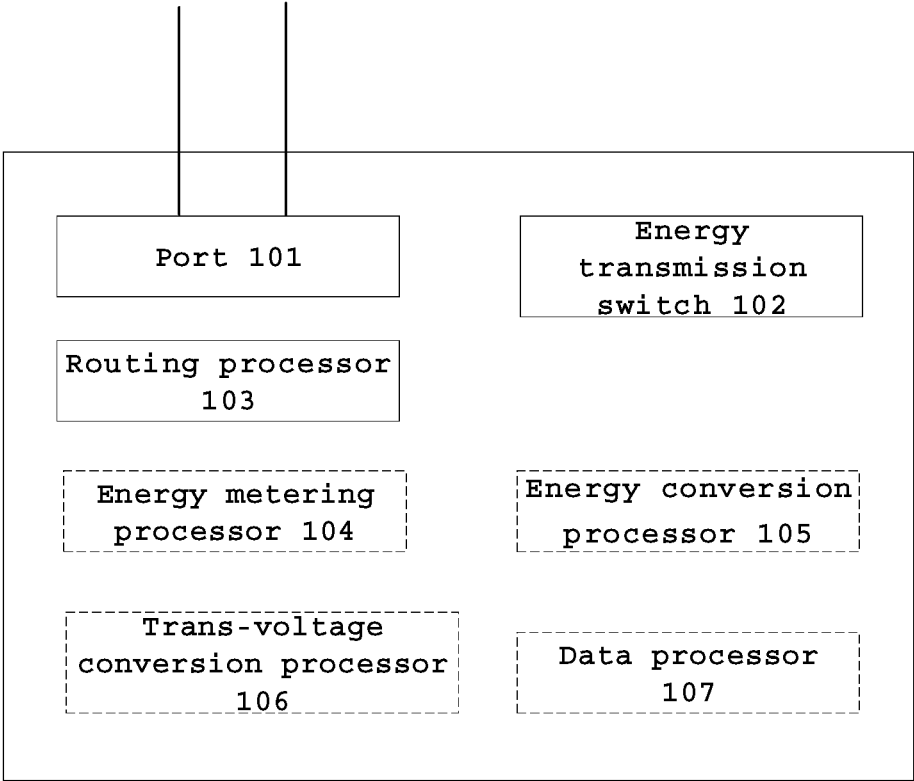 Port 101
Energy
transmission
switch 102
Routing processor
103
Energy metering
processor 104
Energy conversion
processor 105
Trans-voltage
conversion processor
106
Data processor
107